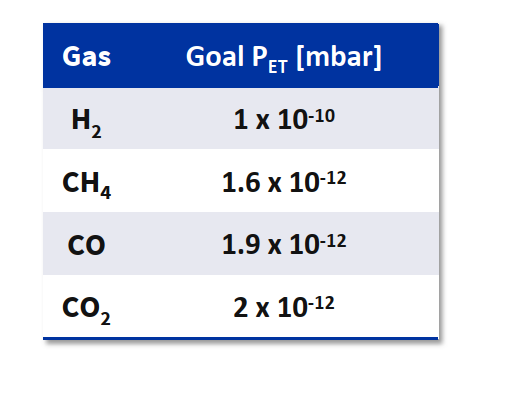 Gas Goal P_ET [mbar]
H₂ 1 x 10⁻¹⁰
CH₄ 1.6 x 10⁻¹²
CO 1.9 x 10⁻¹²
CO₂ 2 x 10⁻¹²